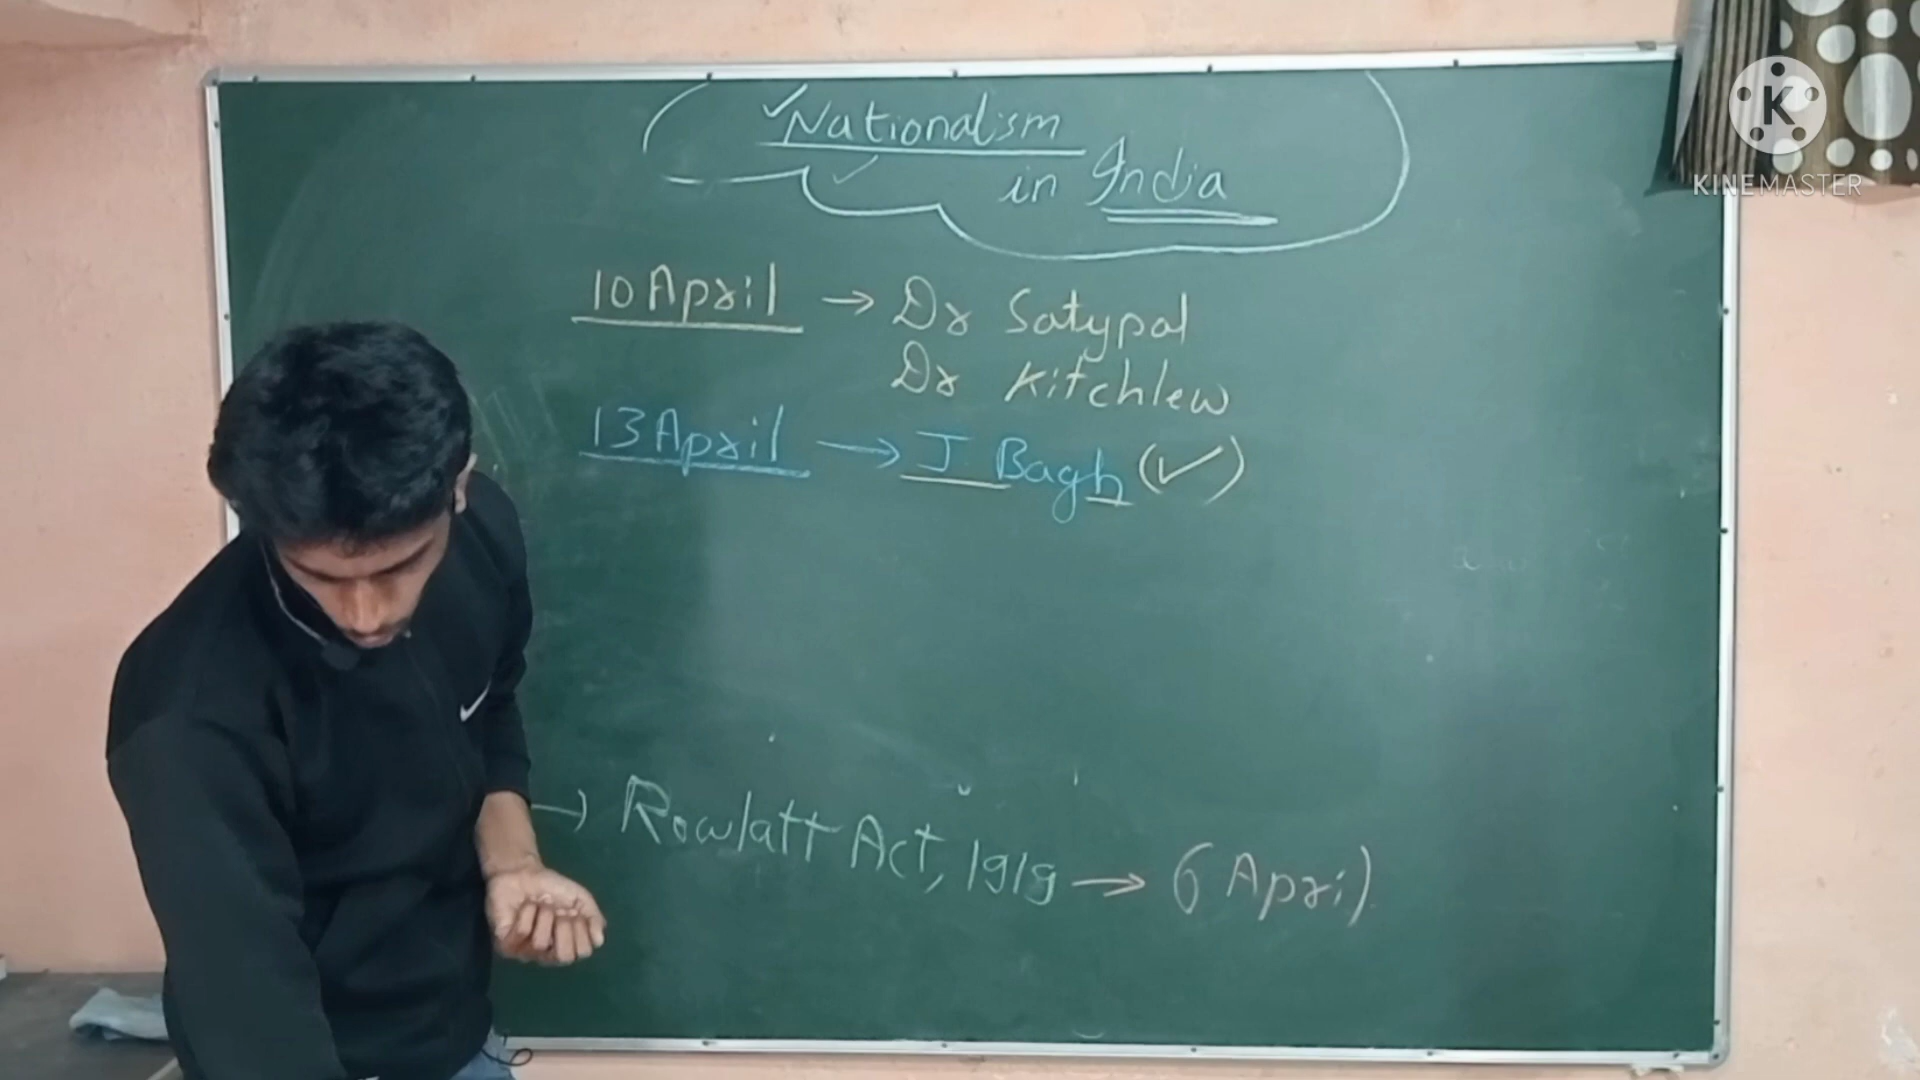 Nationalism
in India
10 April → Dr Satypal
Dr Kitchlew
13 April → J. Bagh (✓)
→ Rowlatt Act, 1919 → 6 April
K
KINEMASTER